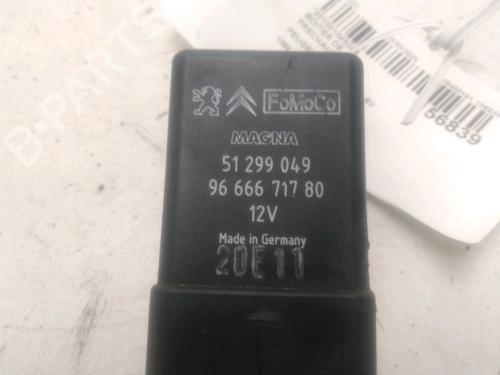 FoMoCo
MAGNA
51 299 049
96 666 717 80
12V
Made in Germany
20E11
56839
B-PARTS